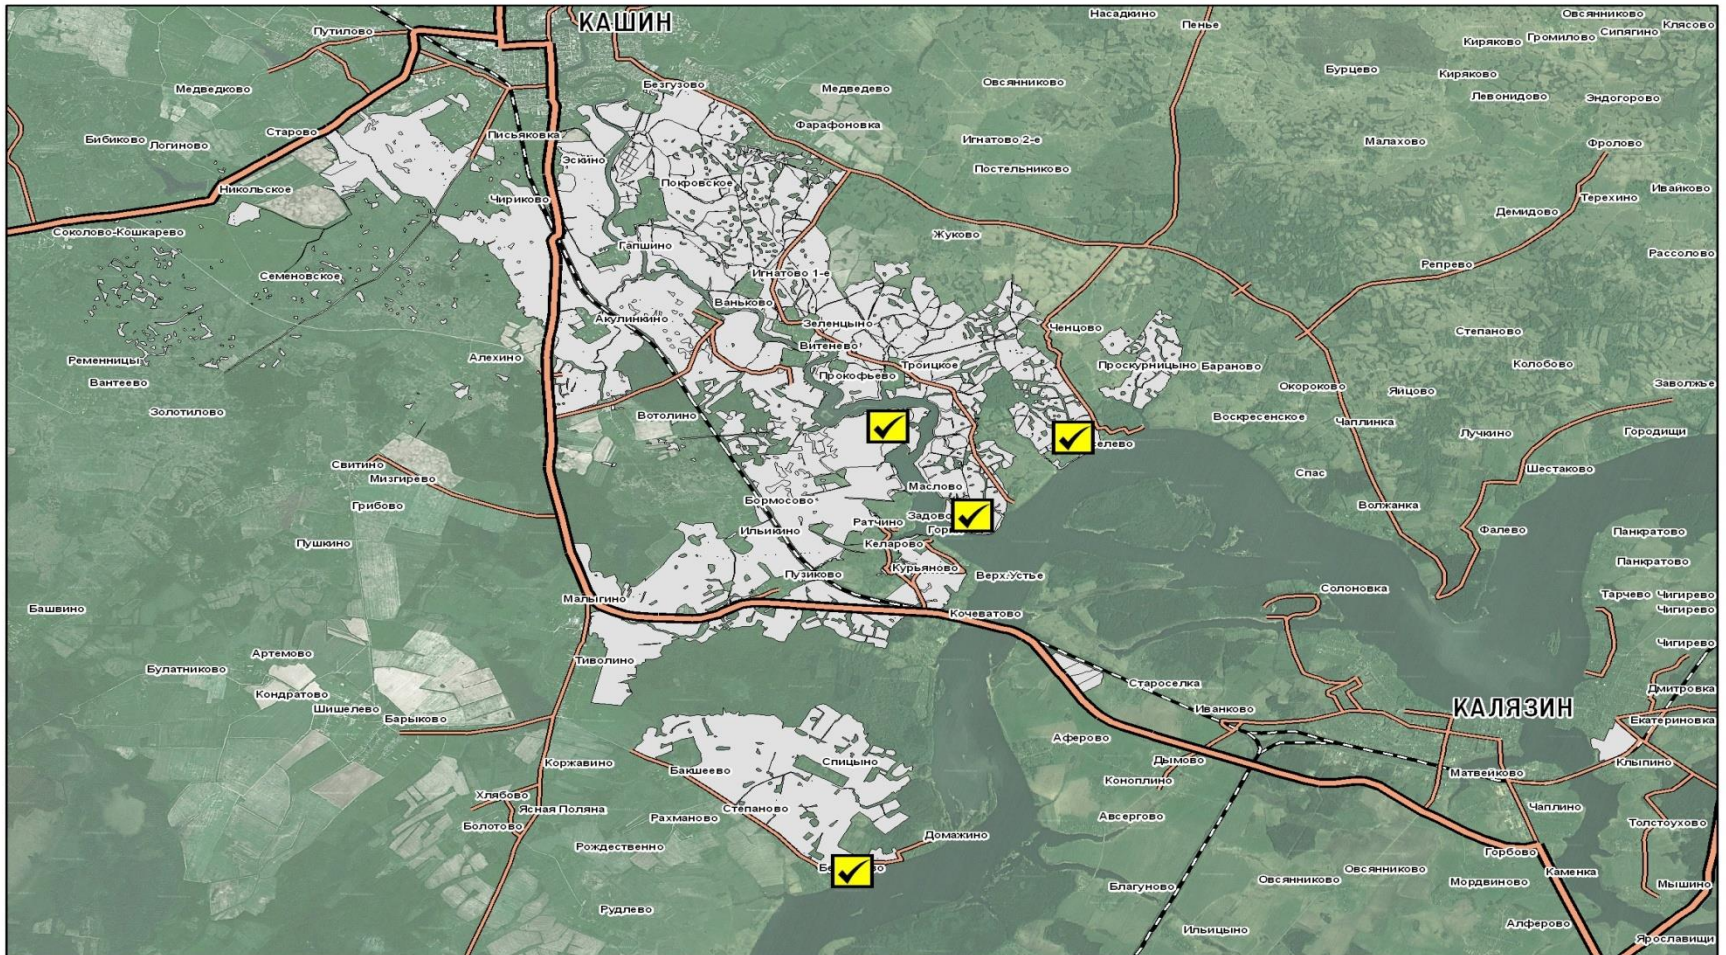 КАШИН
Насадкино
Пенье
Овсянниково
Клясово
Путилово
Громилово
Сипягино
Киряково
Бурцево
Киряково
Безгузово
Медведково
Медведево
Овсянниково
Левонидово
Эндогорово
Фарафоновка
Старово
Письяковка
Бибиково
Логиново
Игнатово 2-е
Малахово
Фролово
Эскино
Постельниково
Никольское
Покровское
Ивайково
Чириково
Терехино
Демидово
Соколово-Кошкарево
Жуково
Гапшино
Рассолово
Репрево
Семеновское
Игнатово 1-е
Ваньково
Акулинкино
Зеленцыно
Ченцово
Степаново
Витенево
Ременницы
Алехино
Троицкое
Проскурницыно
Бараново
Колобово
Прокофьево
Вантеево
Окороково
Яйцово
Заволжье
Золотилово
Вотолино
Воскресенское
Чаплинка
Лучкино
Городищи
селево
Свитино
Мизгирево
Спас
Шестаково
Маслово
Бормосово
Грибово
Волжанка
Ратчино
Задово
Ильикино
Фалево
Панкратово
Пушкино
Келарово
Курьяново
Панкратово
Пузиково
Верх.Устье
Солоновка
Малыгино
Тарчево
Чигирево
Башвино
Кочеватово
Чигирево
Чигирево
Артемово
Булатниково
Тиволино
Староселка
Кондратово
Дмитровка
Шишелево
Барыково
Иванково
КАЛЯЗИН
Екатериновка
Аферово
Коржавино
Бакшеево
Спицыно
Дымово
Клыпино
Коноплино
Матвейково
Хлябово
Ясная Поляна
Степаново
Рахманово
Авсергово
Чаплино
Болотово
Домажино
Толстоухово
Рождественно
Горбово
Овсянниково
Овсянниково
Каменка
Благуново
Мордвиново
Мышино
Рудлево
Алферово
Ильицыно
Ярославищи